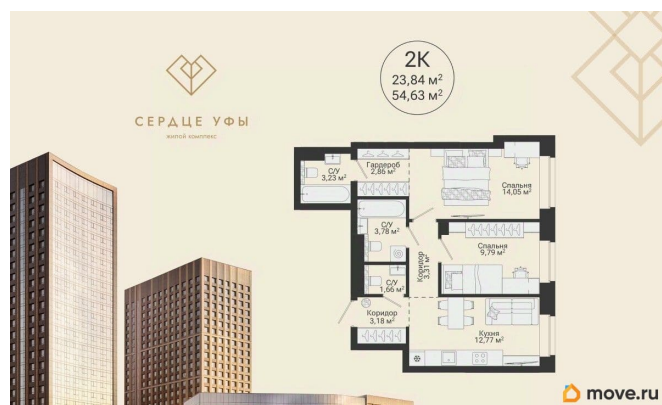 СЕРДЦЕ УФЫ
жилой комплекс
2К
23,84 м²
54,63 м²
С/У
3,23 м²
Гардероб
2,86 м²
Спальня
14,05 м²
С/У
3,78 м²
Коридор
3,31 м²
Спальня
9,79 м²
С/У
1,66 м²
Коридор
3,18 м²
Кухня
12,77 м²
move.ru